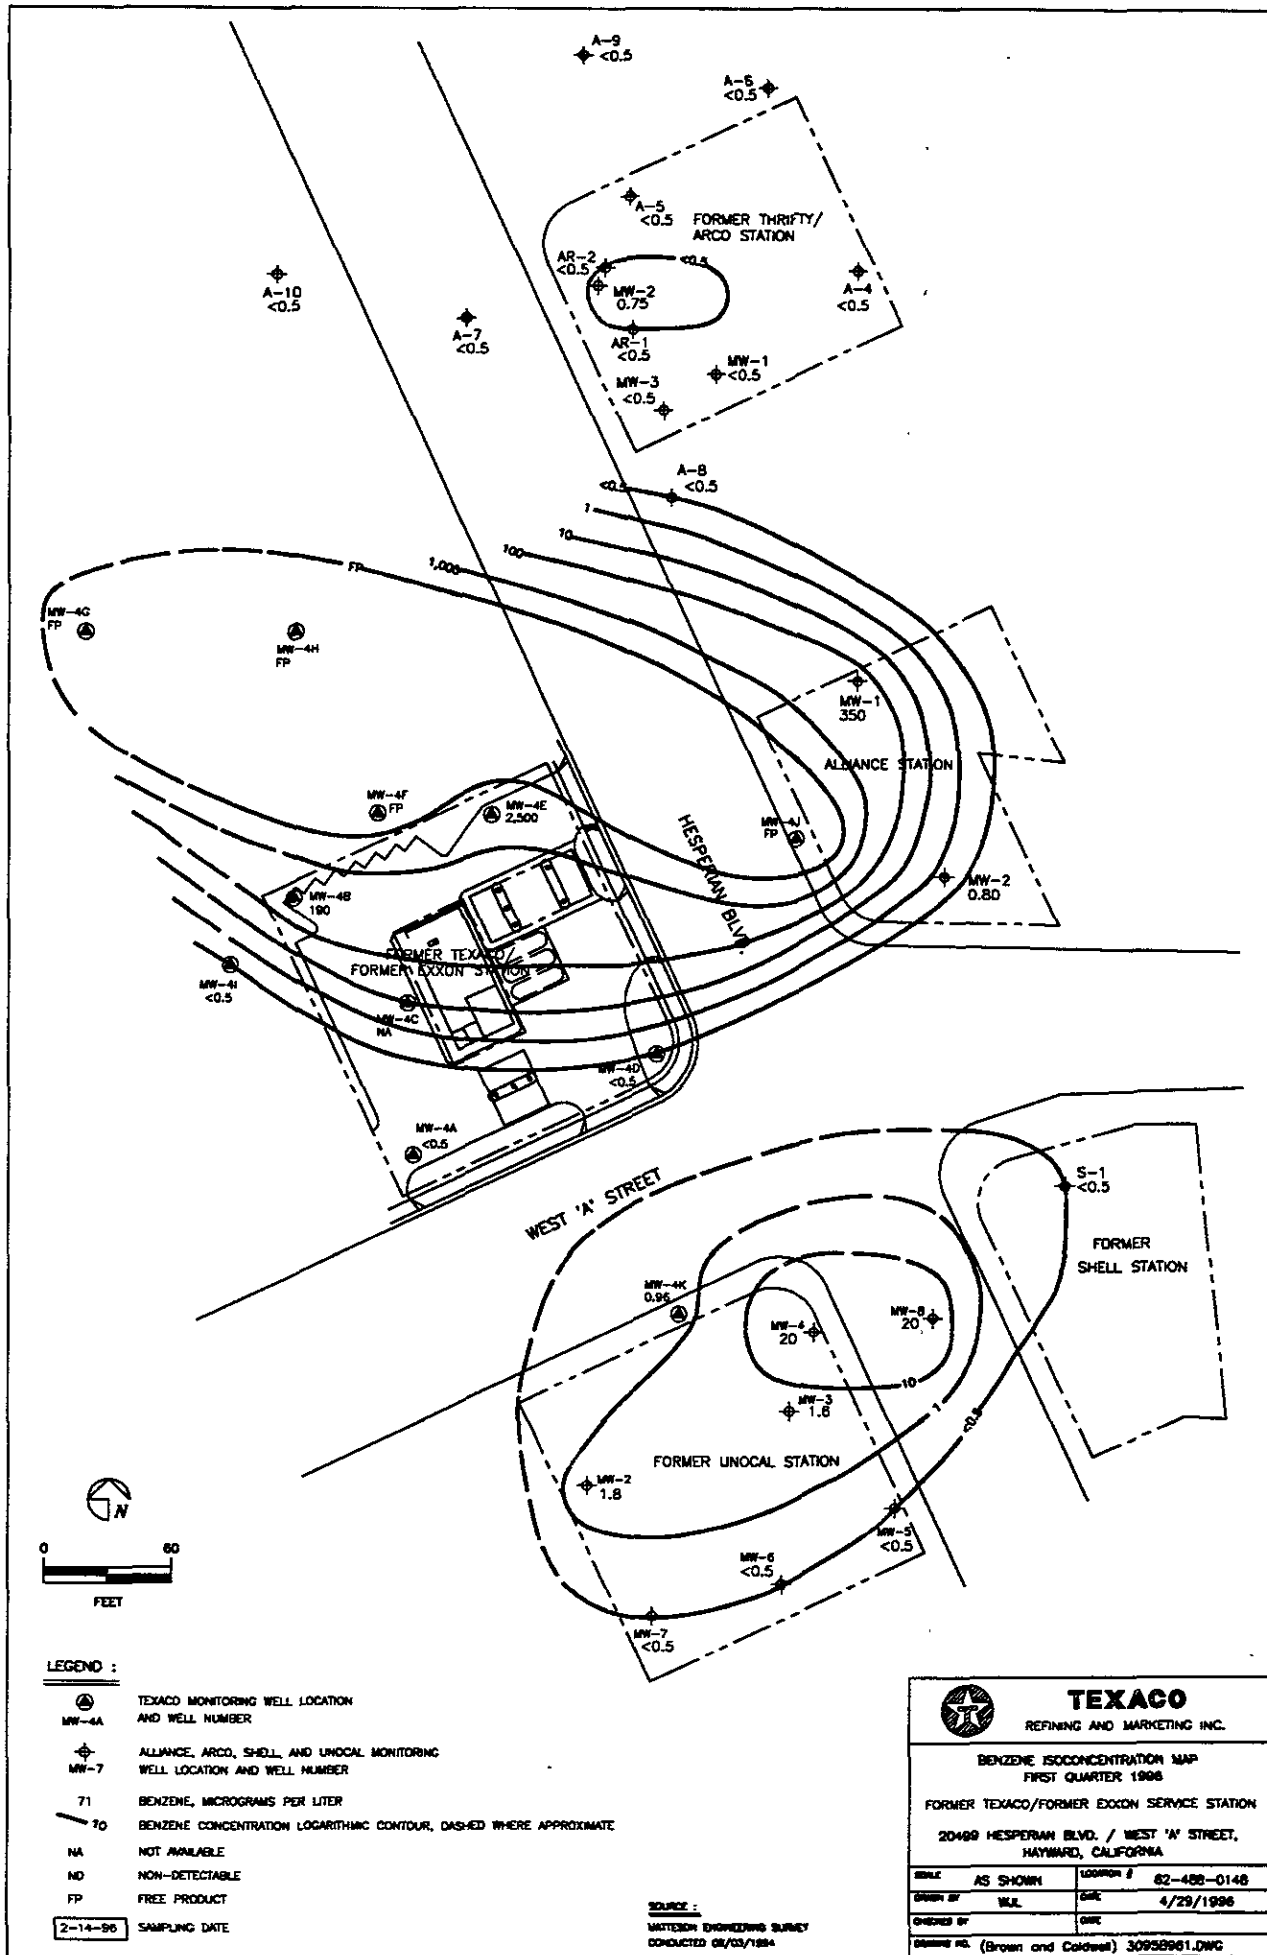 A-9
<0.5
A-6
<0.5
A-5
<0.5
FORMER THRIFTY/
ARCO STATION
AR-2
<0.5
<0.5
MW-2
0.75
A-10
<0.5
A-7
<0.5
A-4
<0.5
AR-1
<0.5
MW-1
<0.5
MW-3
<0.5
A-8
<0.5
<0.5
1
10
100
1,000
FP
MW-4G
FP
MW-4H
FP
MW-1
350
ALLIANCE STATION
MW-4F
FP
MW-4E
2,500
MW-4J
FP
HESPERIAN BLVD
MW-2
0.80
MW-4B
190
FORMER TEXACO/
FORMER EXXON STATION
MW-4I
<0.5
MW-4C
NA
MW-4D
<0.5
MW-4A
<0.5
WEST 'A' STREET
S-1
<0.5
FORMER
SHELL STATION
MW-4K
0.96
MW-4
20
MW-8
20
10
MW-3
1.6
1
<0.5
FORMER UNOCAL STATION
MW-2
1.8
MW-5
<0.5
MW-6
<0.5
MW-7
<0.5
N
0 60
FEET
LEGEND :
MW-4A
TEXACO MONITORING WELL LOCATION
AND WELL NUMBER
MW-7
ALLIANCE, ARCO, SHELL, AND UNOCAL MONITORING
WELL LOCATION AND WELL NUMBER
71 BENZENE, MICROGRAMS PER LITER
10 BENZENE CONCENTRATION LOGARITHMIC CONTOUR, DASHED WHERE APPROXIMATE
NA NOT AVAILABLE
ND NON-DETECTABLE
FP FREE PRODUCT
2-14-96 SAMPLING DATE
SOURCE :
MATTESON ENGINEERING SURVEY
CONDUCTED
TEXACO
REFINING AND MARKETING INC.
BENZENE ISOCONCENTRATION MAP
FIRST QUARTER 1996
FORMER TEXACO/FORMER EXXON SERVICE STATION
20499 HESPERIAN BLVD. / WEST 'A' STREET,
HAYWARD, CALIFORNIA
SCALE AS SHOWN LOCATION # 62-488-0146
DRAWN BY WJL DATE 4/29/1996
CHECKED BY DATE
DRAWING NO. (Brown and Caldwell) 30958961.DWG